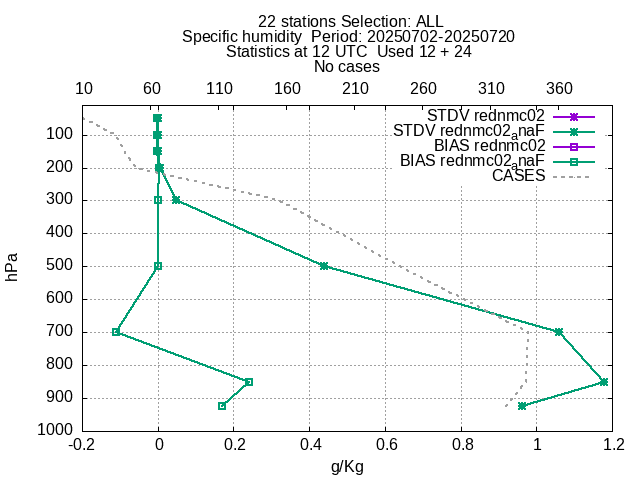 22 stations Selection: ALL
Specific humidity  Period: 20250702-20250720
Statistics at 12 UTC  Used 12 + 24
No cases
10 60 110 160 210 260 310 360
STDV rednmc02
STDV rednmc02_anaF
BIAS rednmc02
BIAS rednmc02_anaF
CASES
100
200
300
400
500
600
700
800
900
1000
hPa
-0.2 0 0.2 0.4 0.6 0.8 1 1.2
g/Kg